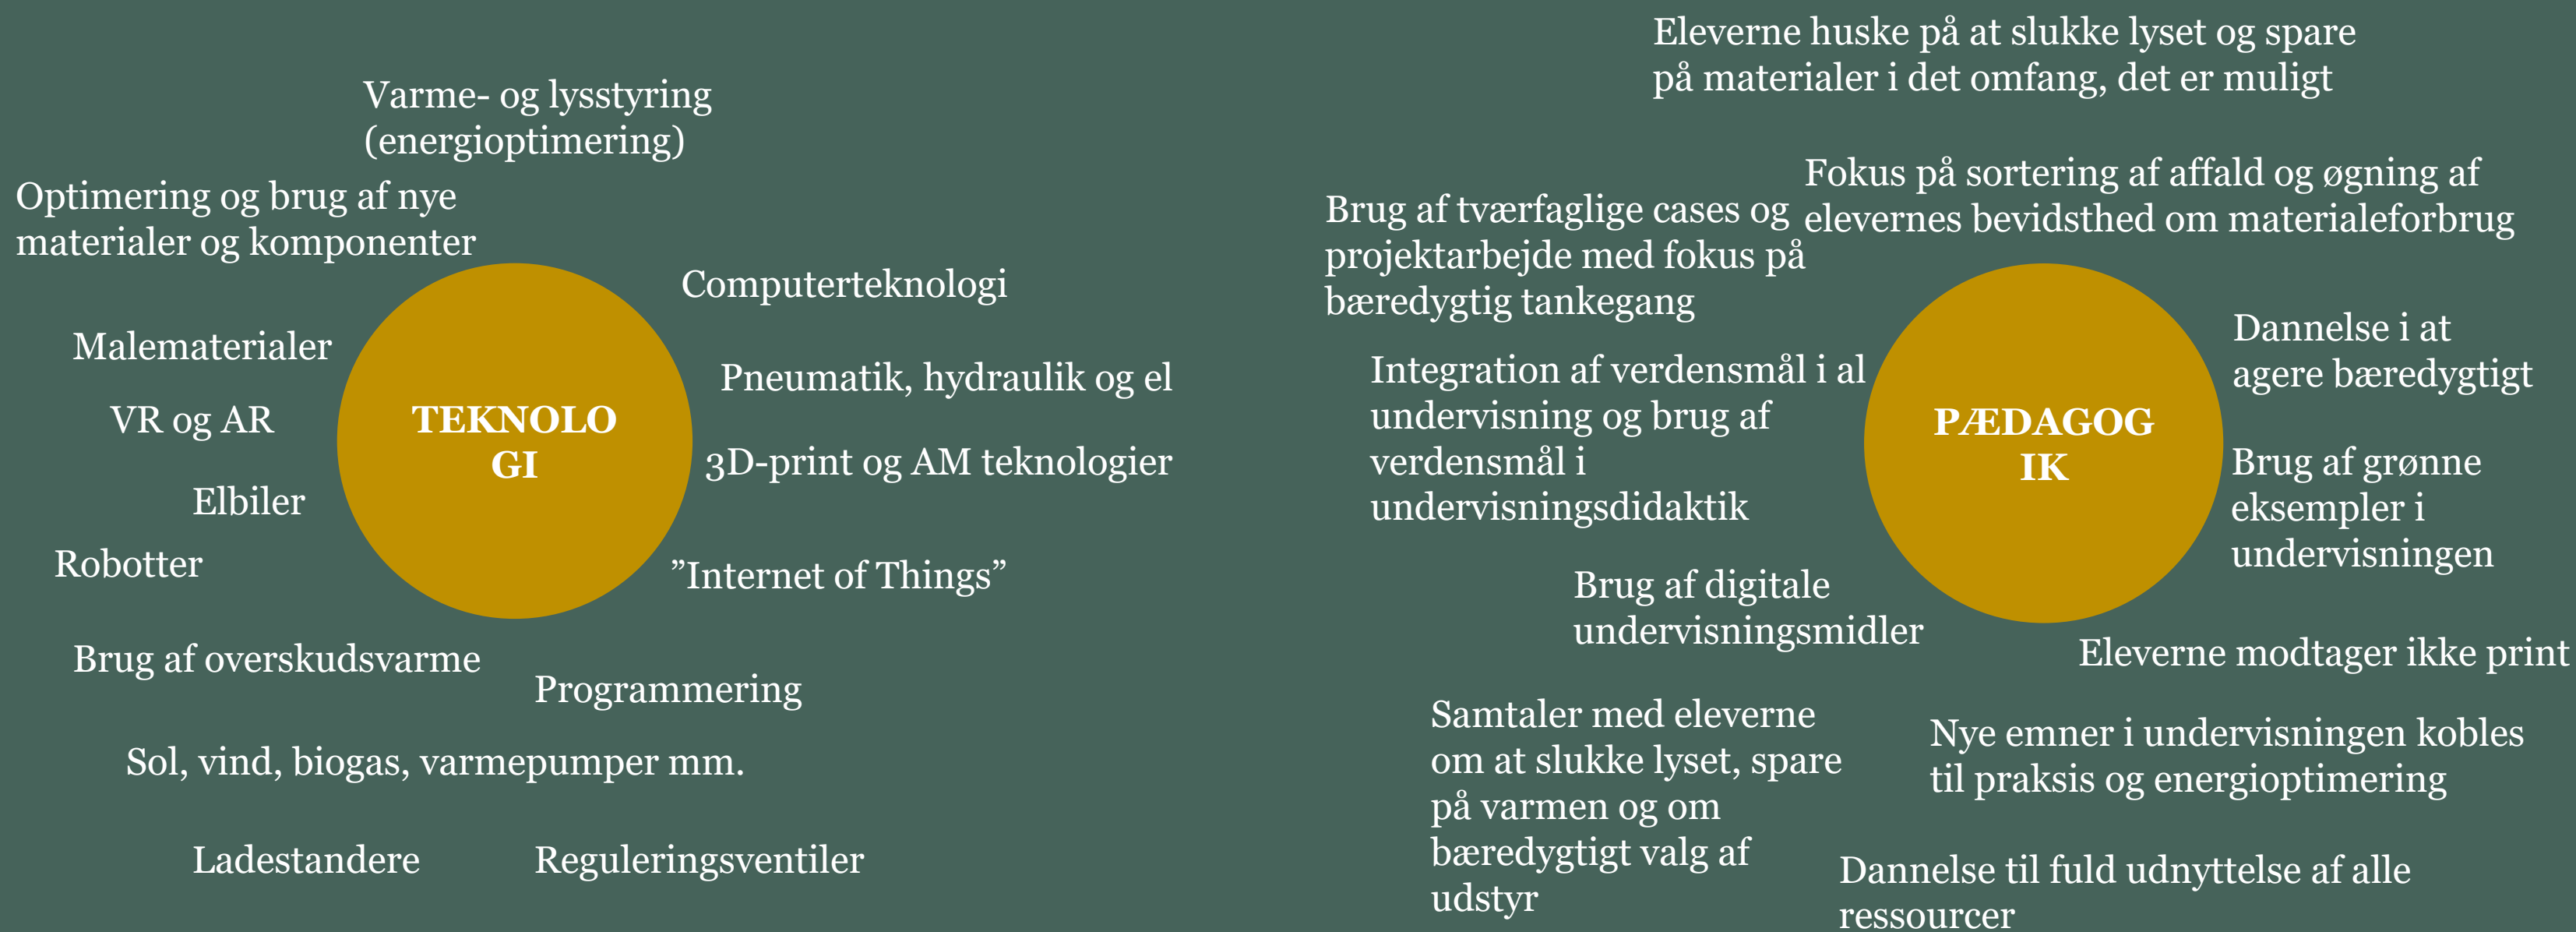 Varme- og lysstyring
(energioptimering)
Optimering og brug af nye
materialer og komponenter
Computerteknologi
Malematerialer
Pneumatik, hydraulik og el
VR og AR
TEKNOLO
GI
3D-print og AM teknologier
Elbiler
Robotter
”Internet of Things”
Brug af overskudsvarme
Programmering
Sol, vind, biogas, varmepumper mm.
Ladestandere
Reguleringsventiler
Eleverne huske på at slukke lyset og spare
på materialer i det omfang, det er muligt
Fokus på sortering af affald og øgning af
elevernes bevidsthed om materialeforbrug
Brug af tværfaglige cases og
projektarbejde med fokus på
bæredygtig tankegang
Dannelse i at
agere bæredygtigt
Integration af verdensmål i al
undervisning og brug af
verdensmål i
undervisningsdidaktik
PÆDAGOG
IK
Brug af grønne
eksempler i
undervisningen
Brug af digitale
undervisningsmidler
Eleverne modtager ikke print
Samtaler med eleverne
om at slukke lyset, spare
på varmen og om
bæredygtigt valg af
udstyr
Nye emner i undervisningen kobles
til praksis og energioptimering
Dannelse til fuld udnyttelse af alle
ressourcer